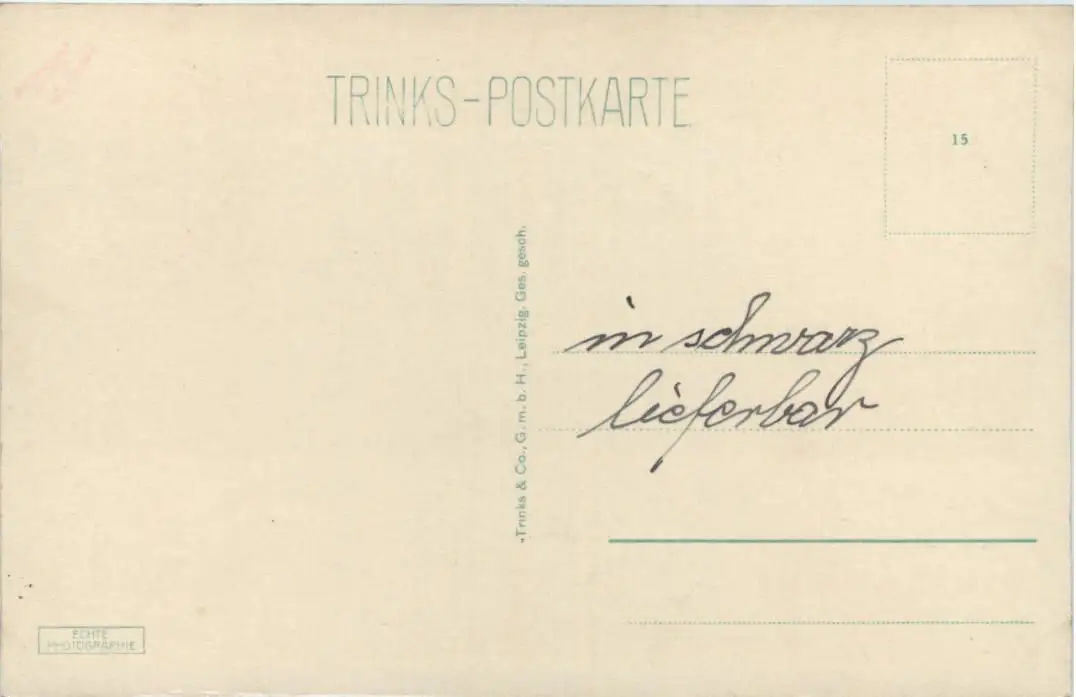 TRINKS-POSTKARTE
15
„Trinks & Co., G. m. b. H., Leipzig. Ges. gesch.
in schwarz
lieferbar
ECHTE
PHOTOGRAPHIE